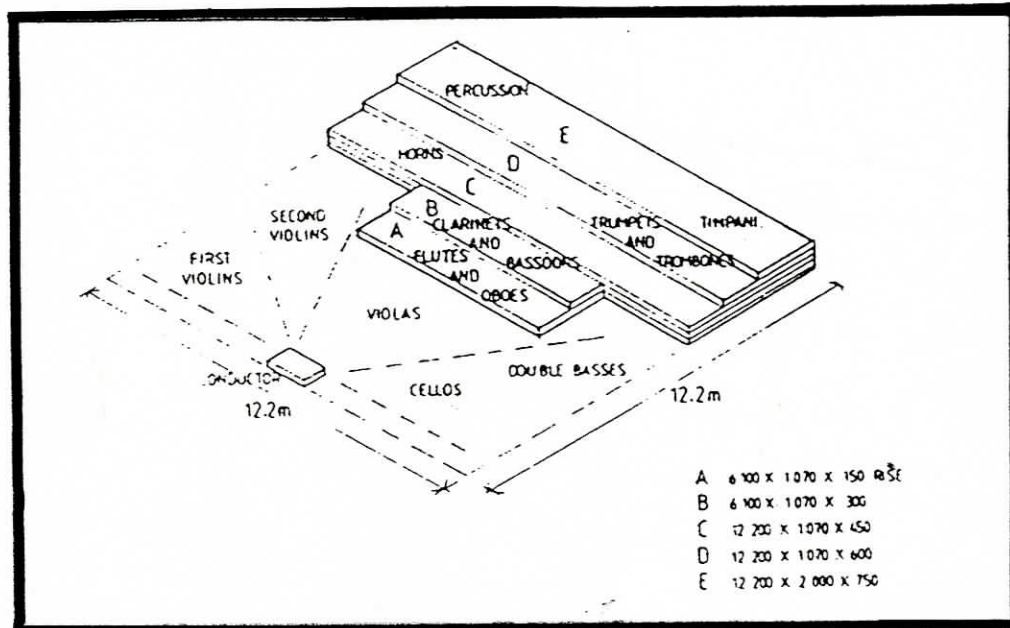 PERCUSSION
E
D
HORNS
C
B
CLARINETS
AND
BASSOONS
A
FLUTES
AND
OBOES
TRUMPETS
AND
TROMBONES
TIMPANI
SECOND
VIOLINS
FIRST
VIOLINS
VIOLAS
CONDUCTOR
CELLOS
DOUBLE BASSES
12.2m
12.2m
A 6 100 X 1 070 X 150 RISE
B 6 100 X 1 070 X 300
C 12 200 X 1 070 X 450
D 12 200 X 1 070 X 600
E 12 200 X 2 000 X 750